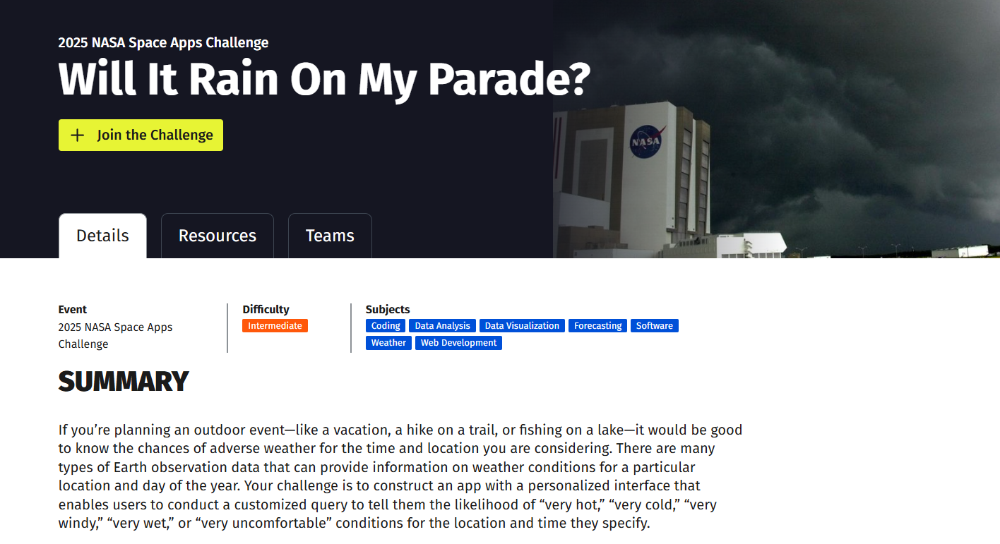 2025 NASA Space Apps Challenge
Will It Rain On My Parade?
Join the Challenge
NASA
Details
Resources
Teams
Event
2025 NASA Space Apps
Challenge
Difficulty
Intermediate
Subjects
Coding Data Analysis Data Visualization Forecasting Software
Weather Web Development
SUMMARY
If you’re planning an outdoor event—like a vacation, a hike on a trail, or fishing on a lake—it would be good
to know the chances of adverse weather for the time and location you are considering. There are many
types of Earth observation data that can provide information on weather conditions for a particular
location and day of the year. Your challenge is to construct an app with a personalized interface that
enables users to conduct a customized query to tell them the likelihood of “very hot,” “very cold,” “very
windy,” “very wet,” or “very uncomfortable” conditions for the location and time they specify.